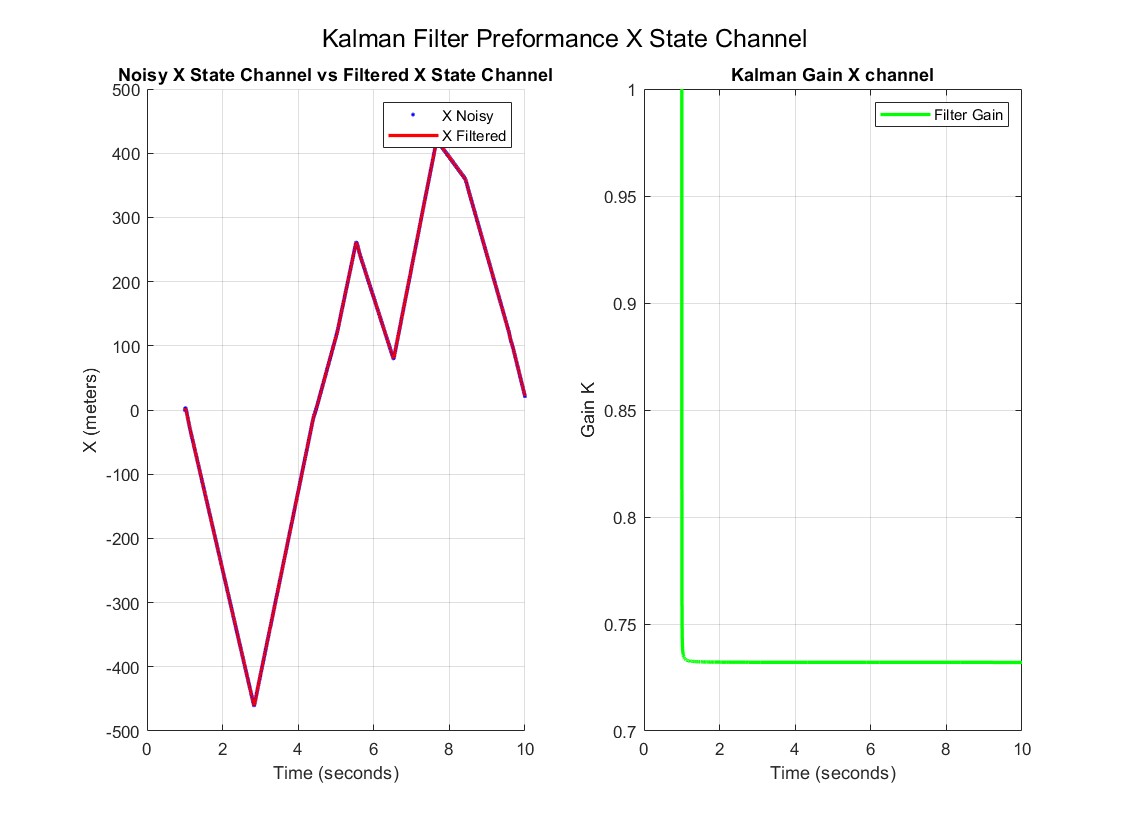 Kalman Filter Preformance X State Channel
Noisy X State Channel vs Filtered X State Channel
500
400
300
200
100
0
-100
-200
-300
-400
-500
X (meters)
X Noisy
X Filtered
0 2 4 6 8 10
Time (seconds)
Kalman Gain X channel
1
0.95
0.9
0.85
0.8
0.75
0.7
Gain K
Filter Gain
0 2 4 6 8 10
Time (seconds)